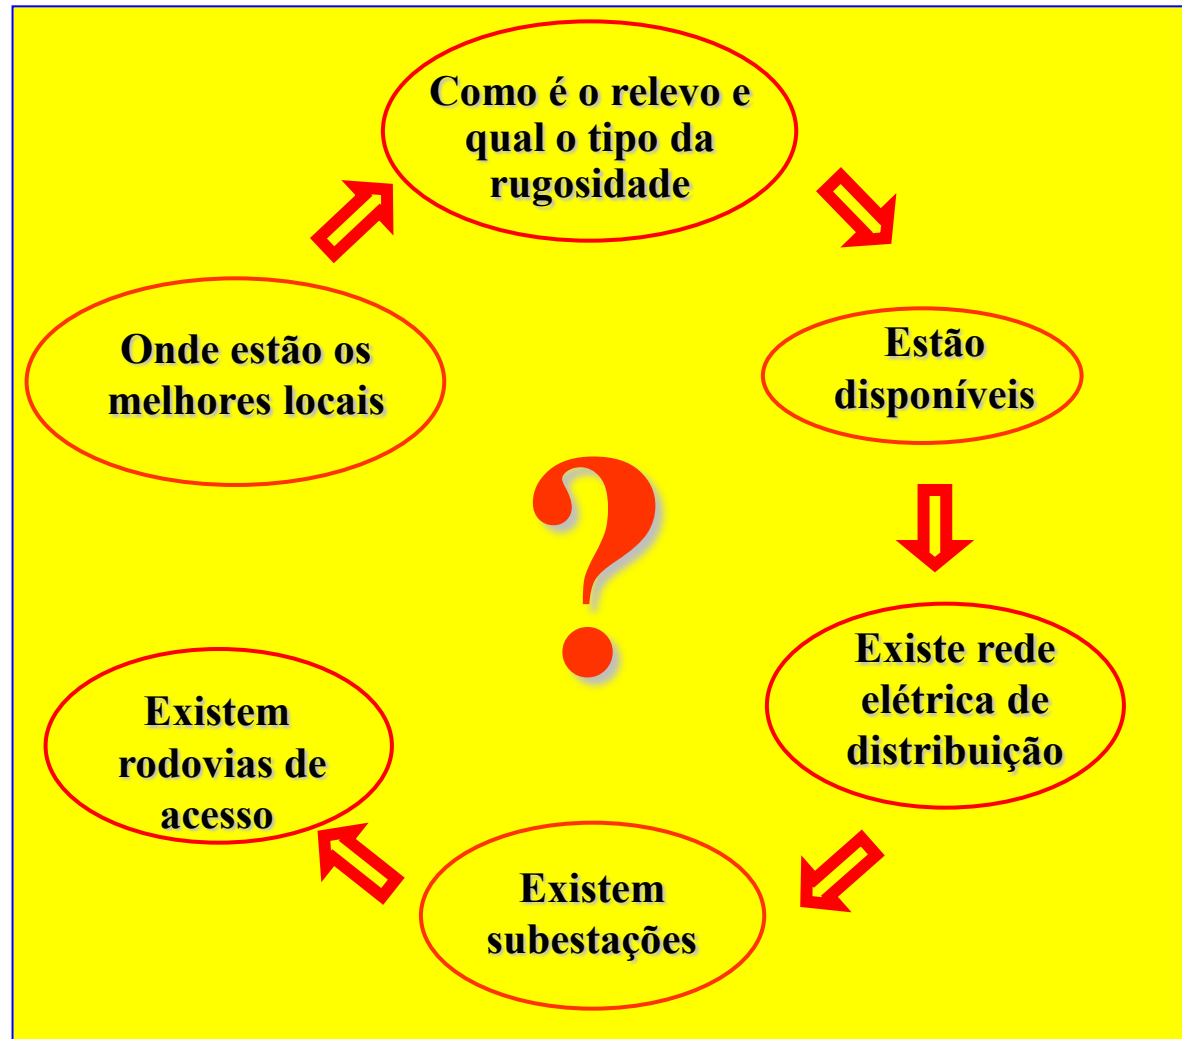 Como é o relevo e
qual o tipo da
rugosidade
Onde estão os
melhores locais
Estão
disponíveis
?
Existe rede
elétrica de
distribuição
Existem
rodovias de
acesso
Existem
subestações